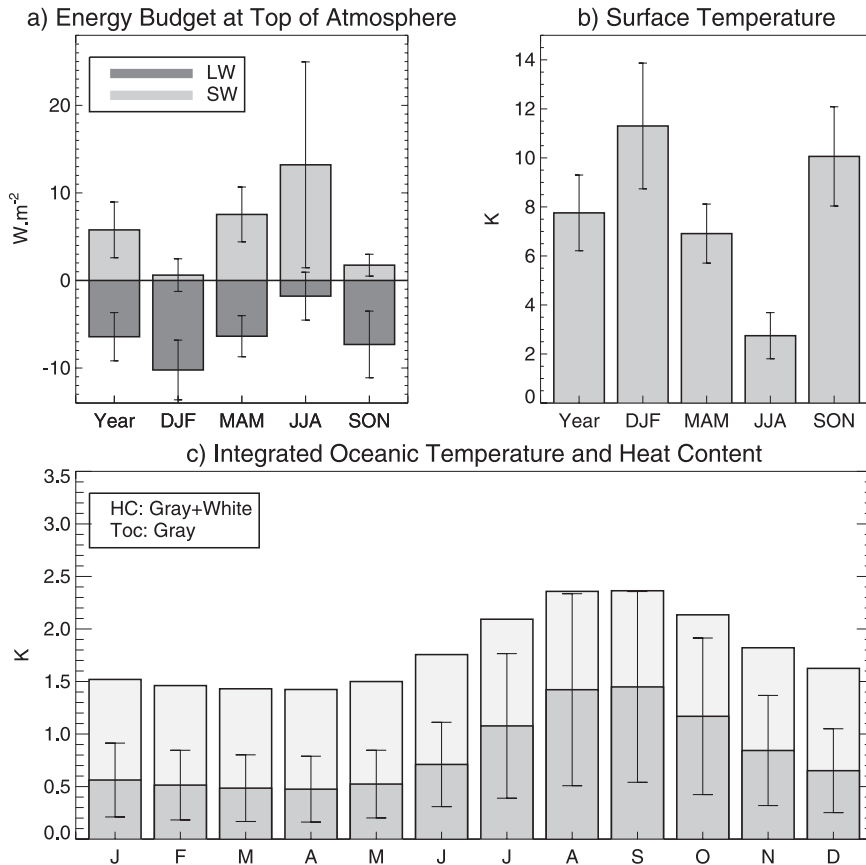 a) Energy Budget at Top of Atmosphere
LW
SW
W.m-2
20
10
0
-10
Year DJF MAM JJA SON
b) Surface Temperature
K
14
12
10
8
6
4
2
0
Year DJF MAM JJA SON
c) Integrated Oceanic Temperature and Heat Content
HC: Gray+White
Toc: Gray
K
3.5
3.0
2.5
2.0
1.5
1.0
0.5
0.0
J F M A M J J A S O N D